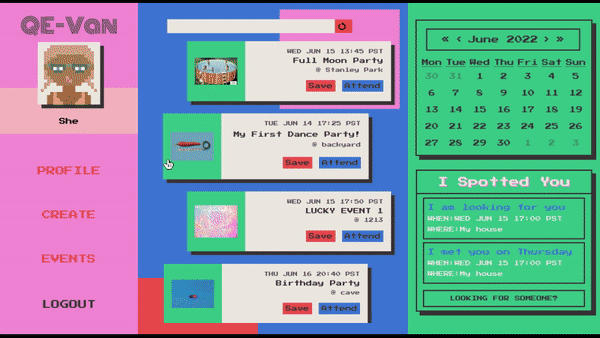 QE-Van
She
PROFILE
CREATE
EVENTS
LOGOUT
WED JUN 15 13:45 PST
Full Moon Party
@ Stanley Park
Save Attend
TUE JUN 14 17:25 PST
My First Dance Party!
@ backyard
Save Attend
WED JUN 15 17:50 PST
LUCKY EVENT 1
@ 1213
Save Attend
THU JUN 16 20:40 PST
Birthday Party
@ cave
Save Attend
« ‹ June 2022 › »
Mon Tue Wed Thu Fri Sat Sun
30 31 1 2 3 4 5
6 7 8 9 10 11 12
13 14 15 16 17 18 19
20 21 22 23 24 25 26
27 28 29 30 1 2 3
I Spotted You
I am looking for you
WHEN:WED JUN 15 17:00 PST
WHERE:My house
I met you on Thursday
WHEN:WED JUN 15 17:00 PST
WHERE:My house
LOOKING FOR SOMEONE?